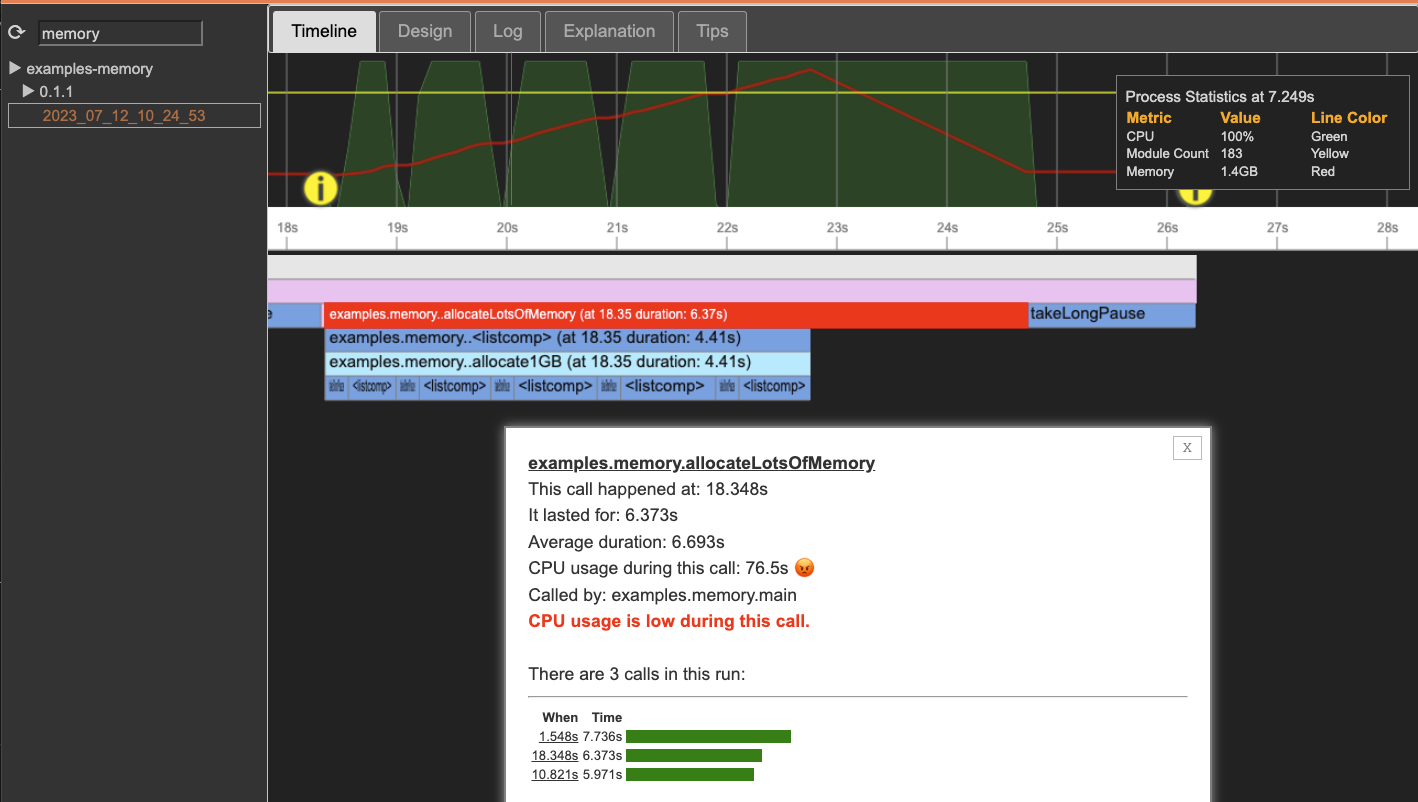 memory
examples-memory
0.1.1
2023_07_12_10_24_53
Timeline
Design
Log
Explanation
Tips
Process Statistics at 7.249s
Metric Value Line Color
CPU 100% Green
Module Count 183 Yellow
Memory 1.4GB Red
18s 19s 20s 21s 22s 23s 24s 25s 26s 27s 28s
examples.memory..allocateLotsOfMemory (at 18.35 duration: 6.37s)
takeLongPause
examples.memory..<listcomp> (at 18.35 duration: 4.41s)
examples.memory..allocate1GB (at 18.35 duration: 4.41s)
<listcomp> <listcomp> <listcomp> <listcomp> <listcomp>
X
examples.memory.allocateLotsOfMemory
This call happened at: 18.348s
It lasted for: 6.373s
Average duration: 6.693s
CPU usage during this call: 76.5s 😡
Called by: examples.memory.main
CPU usage is low during this call.
There are 3 calls in this run:
When Time
1.548s 7.736s
18.348s 6.373s
10.821s 5.971s